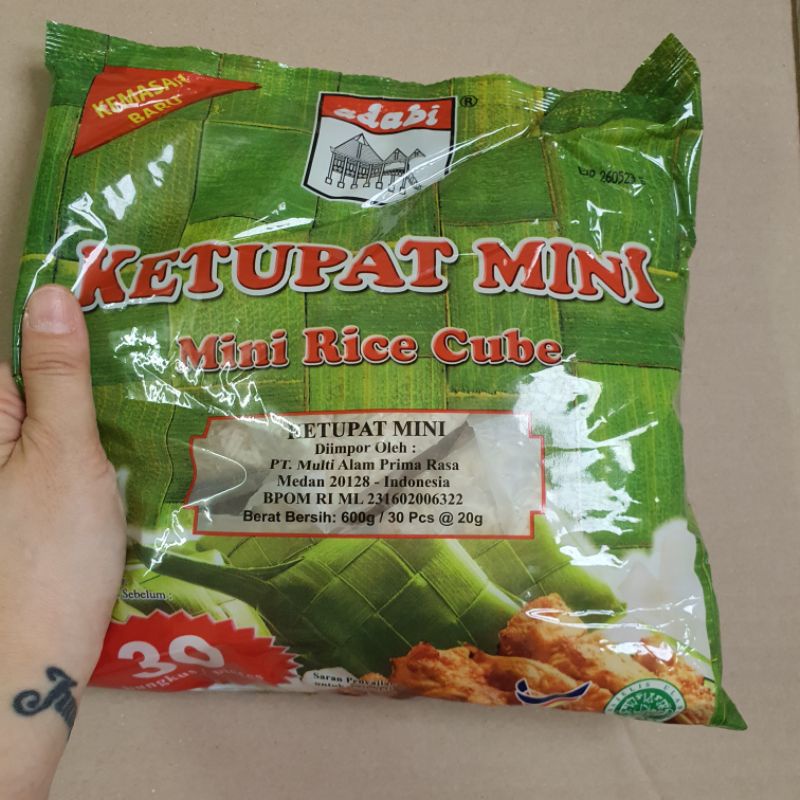 KEMASAN
BARU
adabi ®
KETUPAT MINI
Mini Rice Cube
KETUPAT MINI
Diimpor Oleh :
PT. Multi Alam Prima Rasa
Medan 20128 - Indonesia
BPOM RI ML 231602006322
Berat Bersih: 600g / 30 Pcs @ 20g
Sebelum :
30
Saran Penyajian